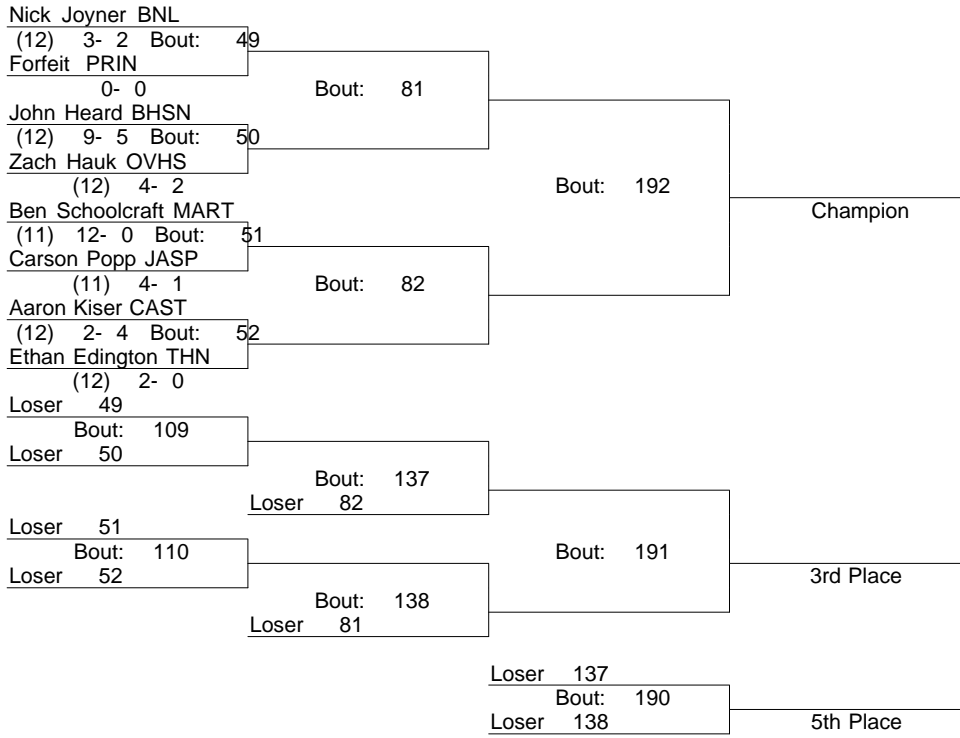 Nick Joyner BNL
(12) 3- 2 Bout: 49
Forfeit PRIN
0- 0
Bout: 81
John Heard BHSN
(12) 9- 5 Bout: 50
Zach Hauk OVHS
(12) 4- 2
Bout: 192
Champion
Ben Schoolcraft MART
(11) 12- 0 Bout: 51
Carson Popp JASP
(11) 4- 1
Bout: 82
Aaron Kiser CAST
(12) 2- 4 Bout: 52
Ethan Edington THN
(12) 2- 0
Loser 49
Bout: 109
Loser 50
Bout: 137
Loser 82
Loser 51
Bout: 110
Loser 52
Bout: 191
3rd Place
Bout: 138
Loser 81
Loser 137
Bout: 190
Loser 138
5th Place